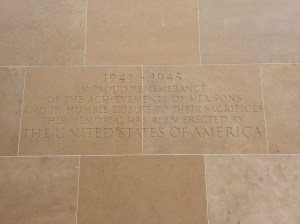 1941 - 1945
IN PROUD REMEMBRANCE
OF THE ACHIEVEMENTS OF HER SONS
AND IN HUMBLE TRIBUTE TO THEIR SACRIFICES
THIS MEMORIAL HAS BEEN ERECTED BY
THE UNITED STATES OF AMERICA